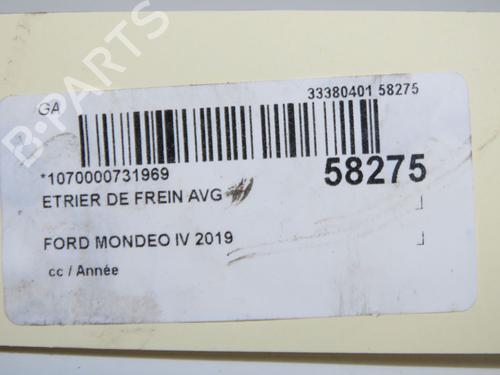 B-PARTS
GA
33380401 58275
*1070000731969
58275
ETRIER DE FREIN AVG
FORD MONDEO IV 2019
cc / Année